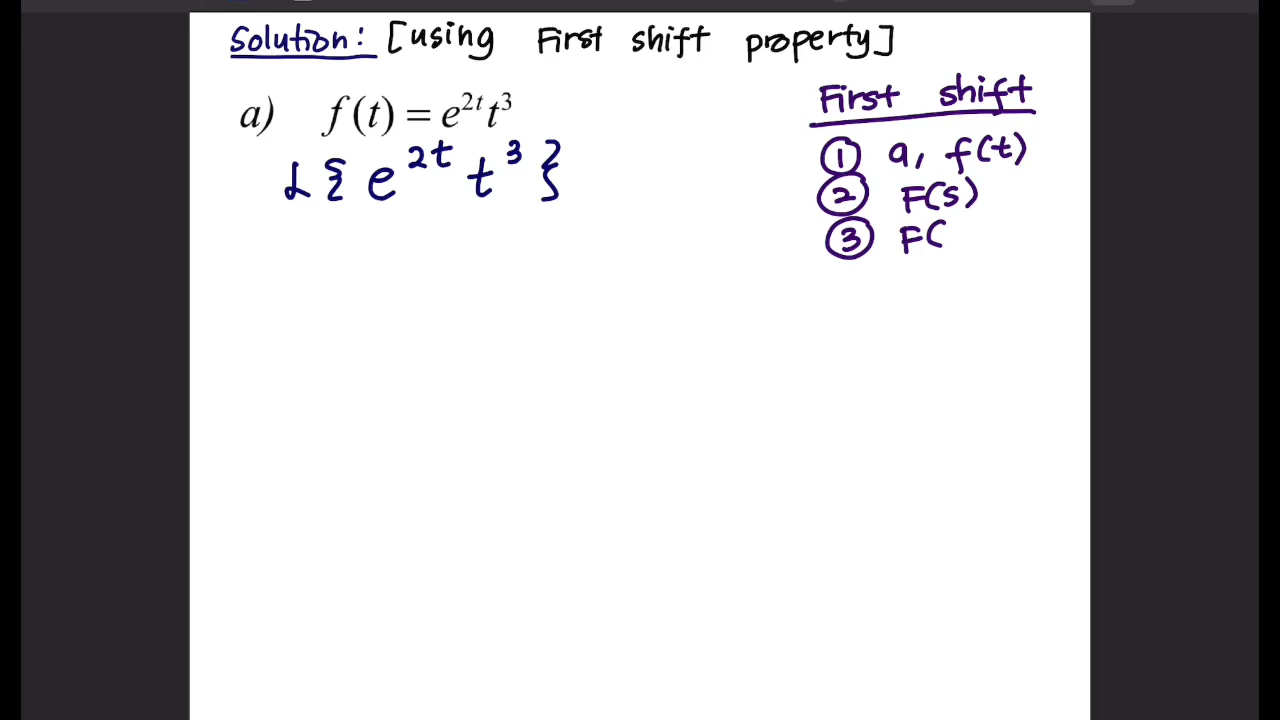 Solution: [using First shift property]
a) f(t) = e^{2t}t^3
ℒ{e^{2t} t^3}
First shift
① a, f(t)
② F(s)
③ F(